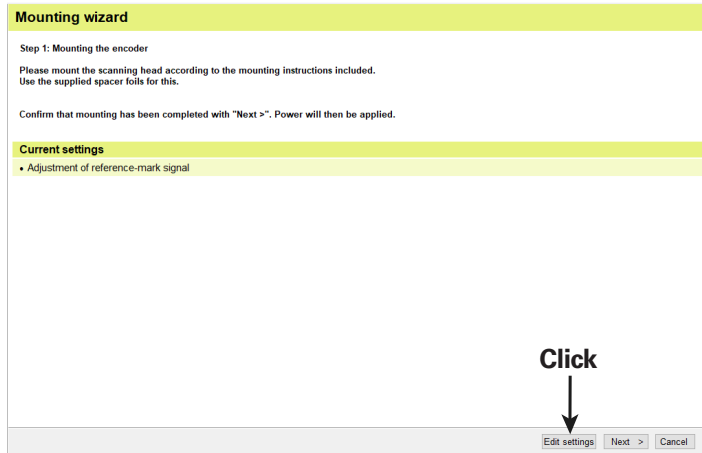 Mounting wizard
Step 1: Mounting the encoder
Please mount the scanning head according to the mounting instructions included.
Use the supplied spacer foils for this.
Confirm that mounting has been completed with "Next >". Power will then be applied.
Current settings
• Adjustment of reference-mark signal
Click
Edit settings Next > Cancel